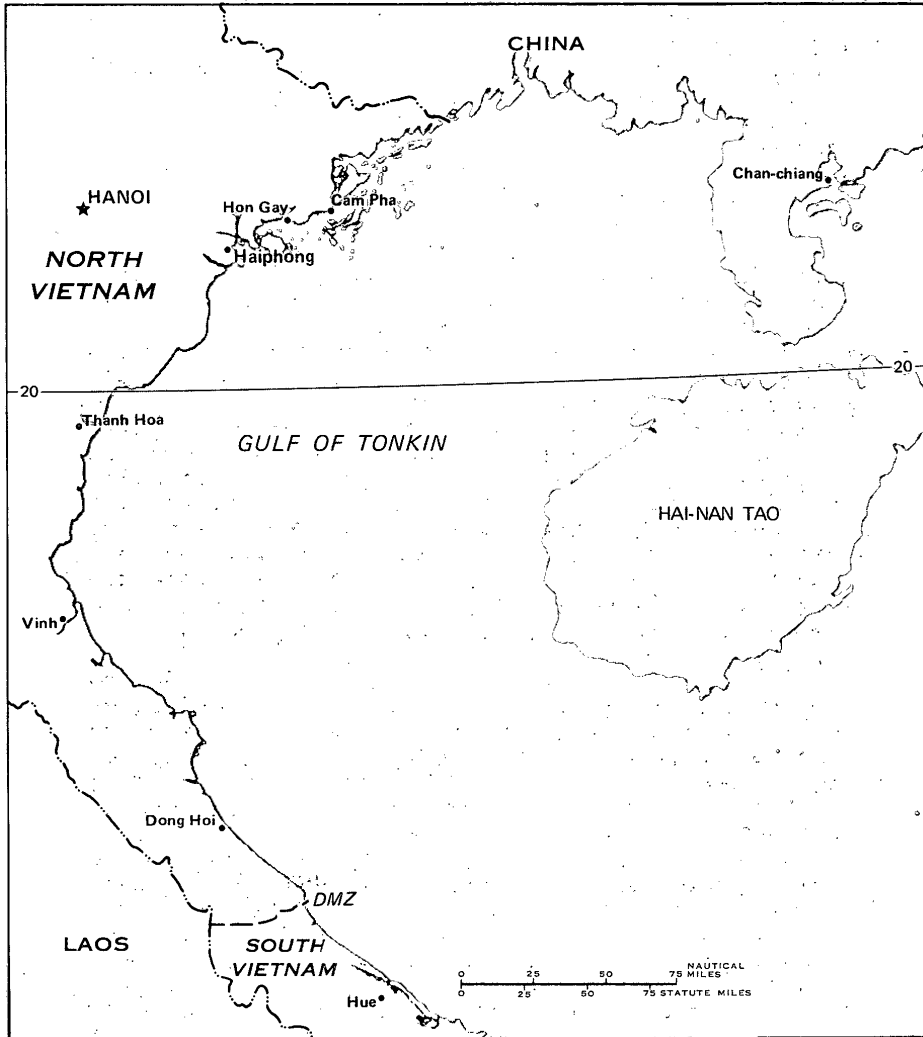 CHINA
Chan-chiang
HANOI
Hon Gay
Cam Pha
Haiphong
NORTH
VIETNAM
20
20
Thanh Hoa
GULF OF TONKIN
HAI-NAN TAO
Vinh
Dong Hoi
DMZ
LAOS
SOUTH
VIETNAM
Hue
0 25 50 75 NAUTICAL MILES
0 25 50 75 STATUTE MILES